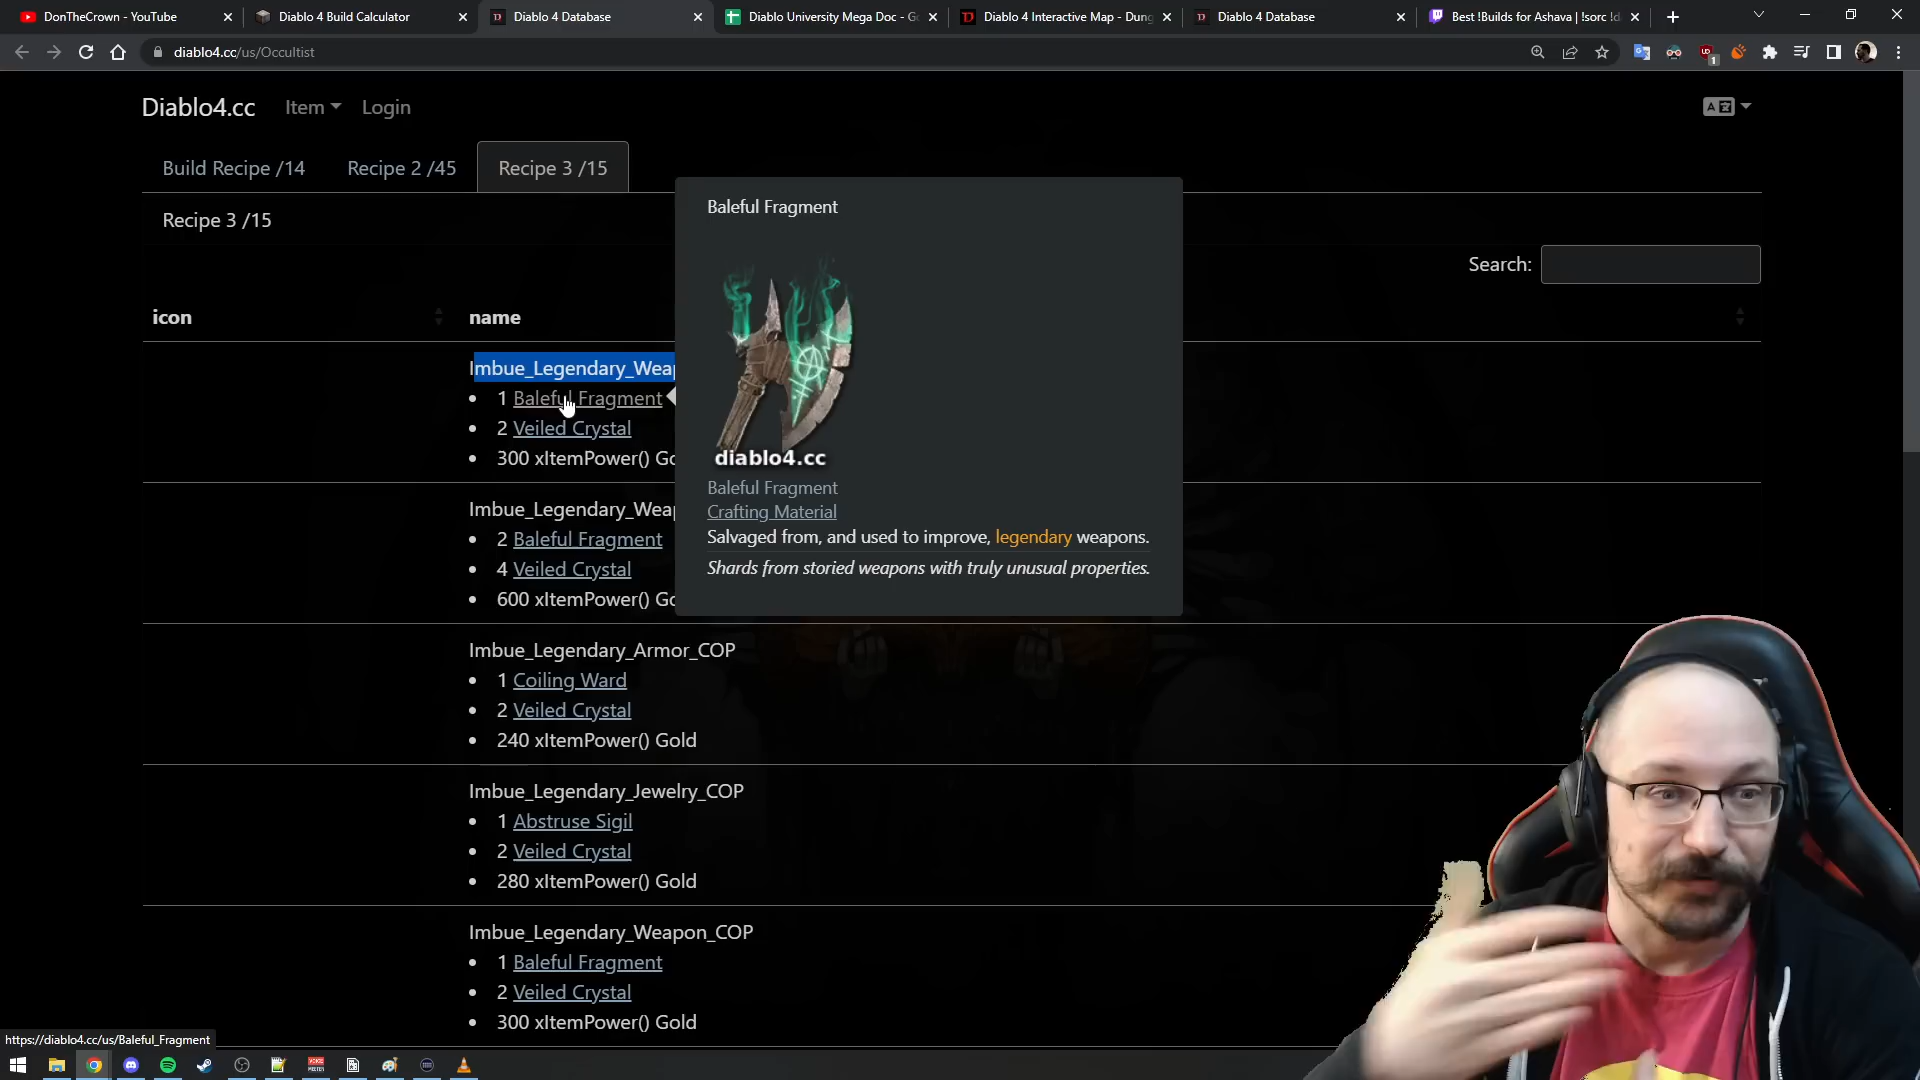 DonTheCrown - YouTube
Diablo 4 Build Calculator
Diablo 4 Database
Diablo University Mega Doc - Go
Diablo 4 Interactive Map - Dung
Diablo 4 Database
Best !Builds for Ashava | !sorc !d
diablo4.cc/us/Occultist
Diablo4.cc Item Login
Build Recipe /14 Recipe 2 /45 Recipe 3 /15
Recipe 3 /15
Search:
icon name
Imbue_Legendary_Weap
• 1 Baleful Fragment
• 2 Veiled Crystal
• 300 xItemPower() Go
Imbue_Legendary_Weap
• 2 Baleful Fragment
• 4 Veiled Crystal
• 600 xItemPower() Go
Imbue_Legendary_Armor_COP
• 1 Coiling Ward
• 2 Veiled Crystal
• 240 xItemPower() Gold
Imbue_Legendary_Jewelry_COP
• 1 Abstruse Sigil
• 2 Veiled Crystal
• 280 xItemPower() Gold
Imbue_Legendary_Weapon_COP
• 1 Baleful Fragment
• 2 Veiled Crystal
• 300 xItemPower() Gold
Baleful Fragment
diablo4.cc
Baleful Fragment
Crafting Material
Salvaged from, and used to improve, legendary weapons.
Shards from storied weapons with truly unusual properties.
https://diablo4.cc/us/Baleful_Fragment